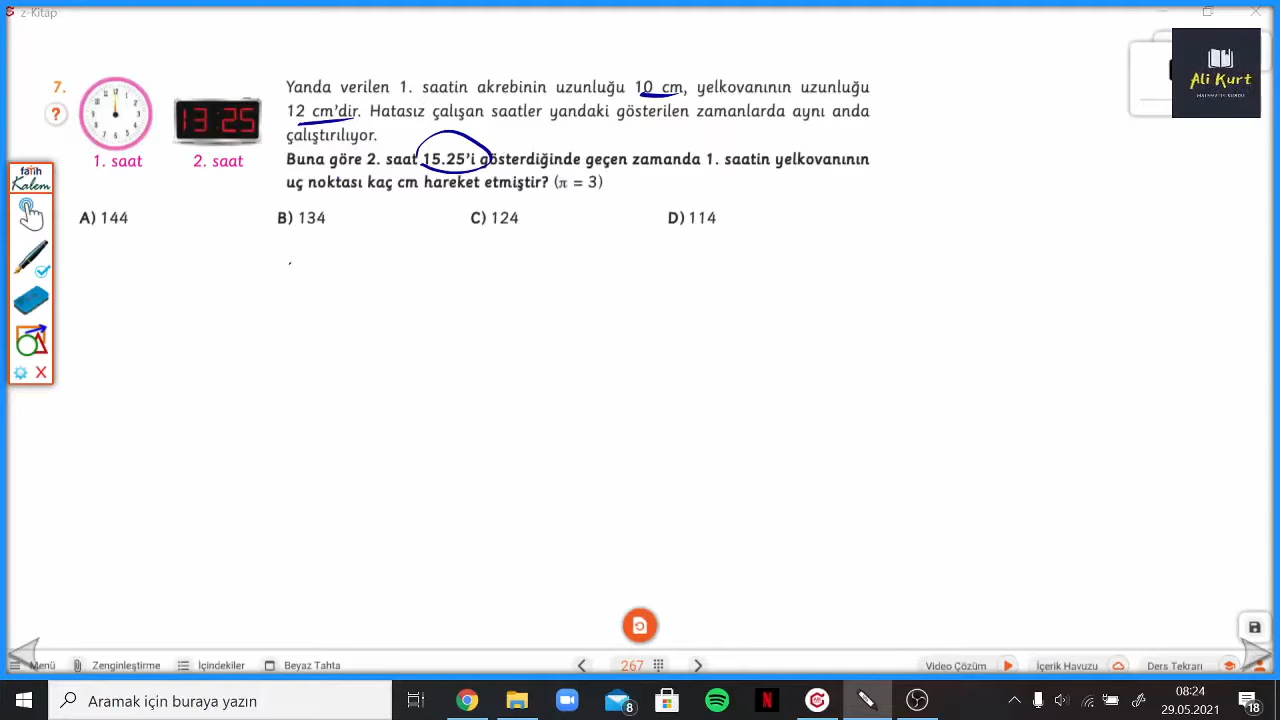 z-Kitap
Ali Kurt
7.
Yanda verilen 1. saatin akrebinin uzunluğu 10 cm, yelkovanının uzunluğu
12 cm'dir. Hatasız çalışan saatler yandaki gösterilen zamanlarda aynı anda
çalıştırılıyor.
13:25
?
1. saat
2. saat
Buna göre 2. saat 15.25'i gösterdiğinde geçen zamanda 1. saatin yelkovanının
uç noktası kaç cm hareket etmiştir? (π = 3)
A) 144
B) 134
C) 124
D) 114
fatih
Kalem
Menü
Zenginleştirme
İçindekiler
Beyaz Tahta
267
Video Çözüm
İçerik Havuzu
Ders Tekrarı
Aramak için buraya yazın
8
N
08:24
29.05.2021
18